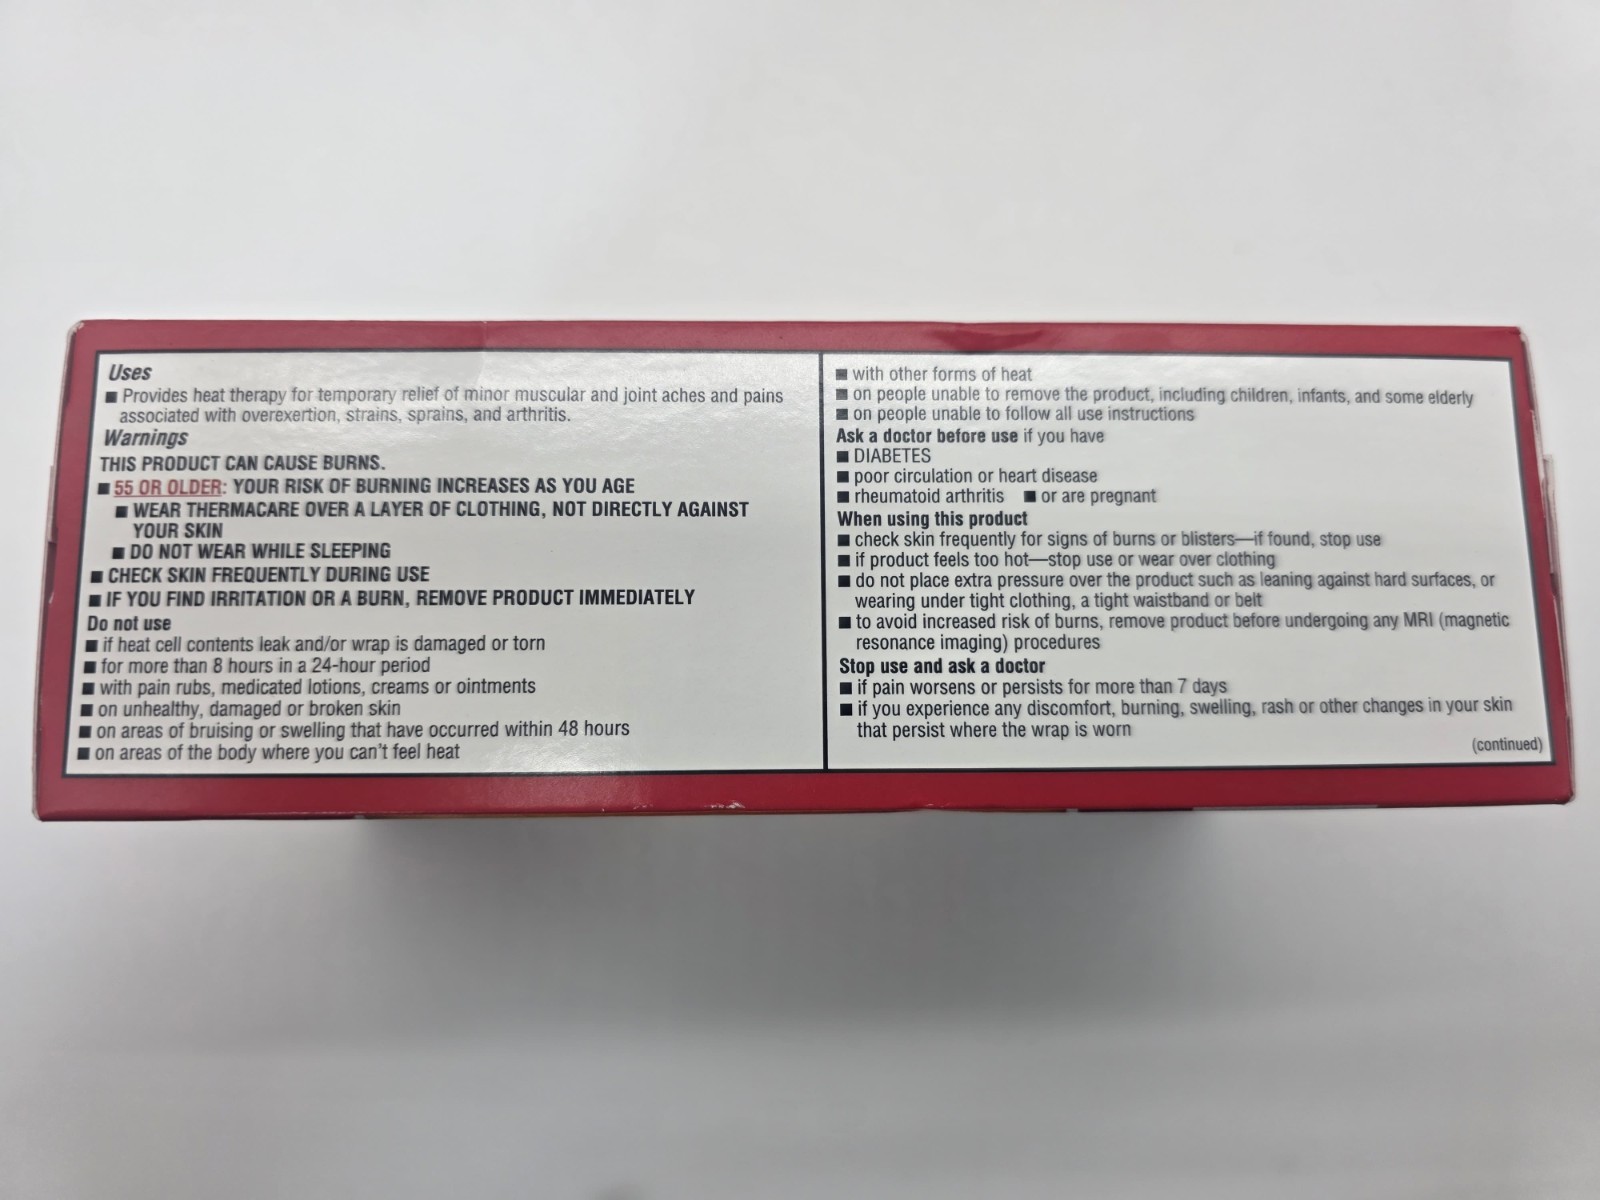 Uses
■ Provides heat therapy for temporary relief of minor muscular and joint aches and pains
associated with overexertion, strains, sprains, and arthritis.
Warnings
THIS PRODUCT CAN CAUSE BURNS.
■ 55 OR OLDER: YOUR RISK OF BURNING INCREASES AS YOU AGE
■ WEAR THERMACARE OVER A LAYER OF CLOTHING, NOT DIRECTLY AGAINST
YOUR SKIN
■ DO NOT WEAR WHILE SLEEPING
■ CHECK SKIN FREQUENTLY DURING USE
■ IF YOU FIND IRRITATION OR A BURN, REMOVE PRODUCT IMMEDIATELY
Do not use
■ if heat cell contents leak and/or wrap is damaged or torn
■ for more than 8 hours in a 24-hour period
■ with pain rubs, medicated lotions, creams or ointments
■ on unhealthy, damaged or broken skin
■ on areas of bruising or swelling that have occurred within 48 hours
■ on areas of the body where you can't feel heat
■ with other forms of heat
■ on people unable to remove the product, including children, infants, and some elderly
■ on people unable to follow all use instructions
Ask a doctor before use if you have
■ DIABETES
■ poor circulation or heart disease
■ rheumatoid arthritis ■ or are pregnant
When using this product
■ check skin frequently for signs of burns or blisters—if found, stop use
■ if product feels too hot—stop use or wear over clothing
■ do not place extra pressure over the product such as leaning against hard surfaces, or
wearing under tight clothing, a tight waistband or belt
■ to avoid increased risk of burns, remove product before undergoing any MRI (magnetic
resonance imaging) procedures
Stop use and ask a doctor
■ if pain worsens or persists for more than 7 days
■ if you experience any discomfort, burning, swelling, rash or other changes in your skin
that persist where the wrap is worn
(continued)